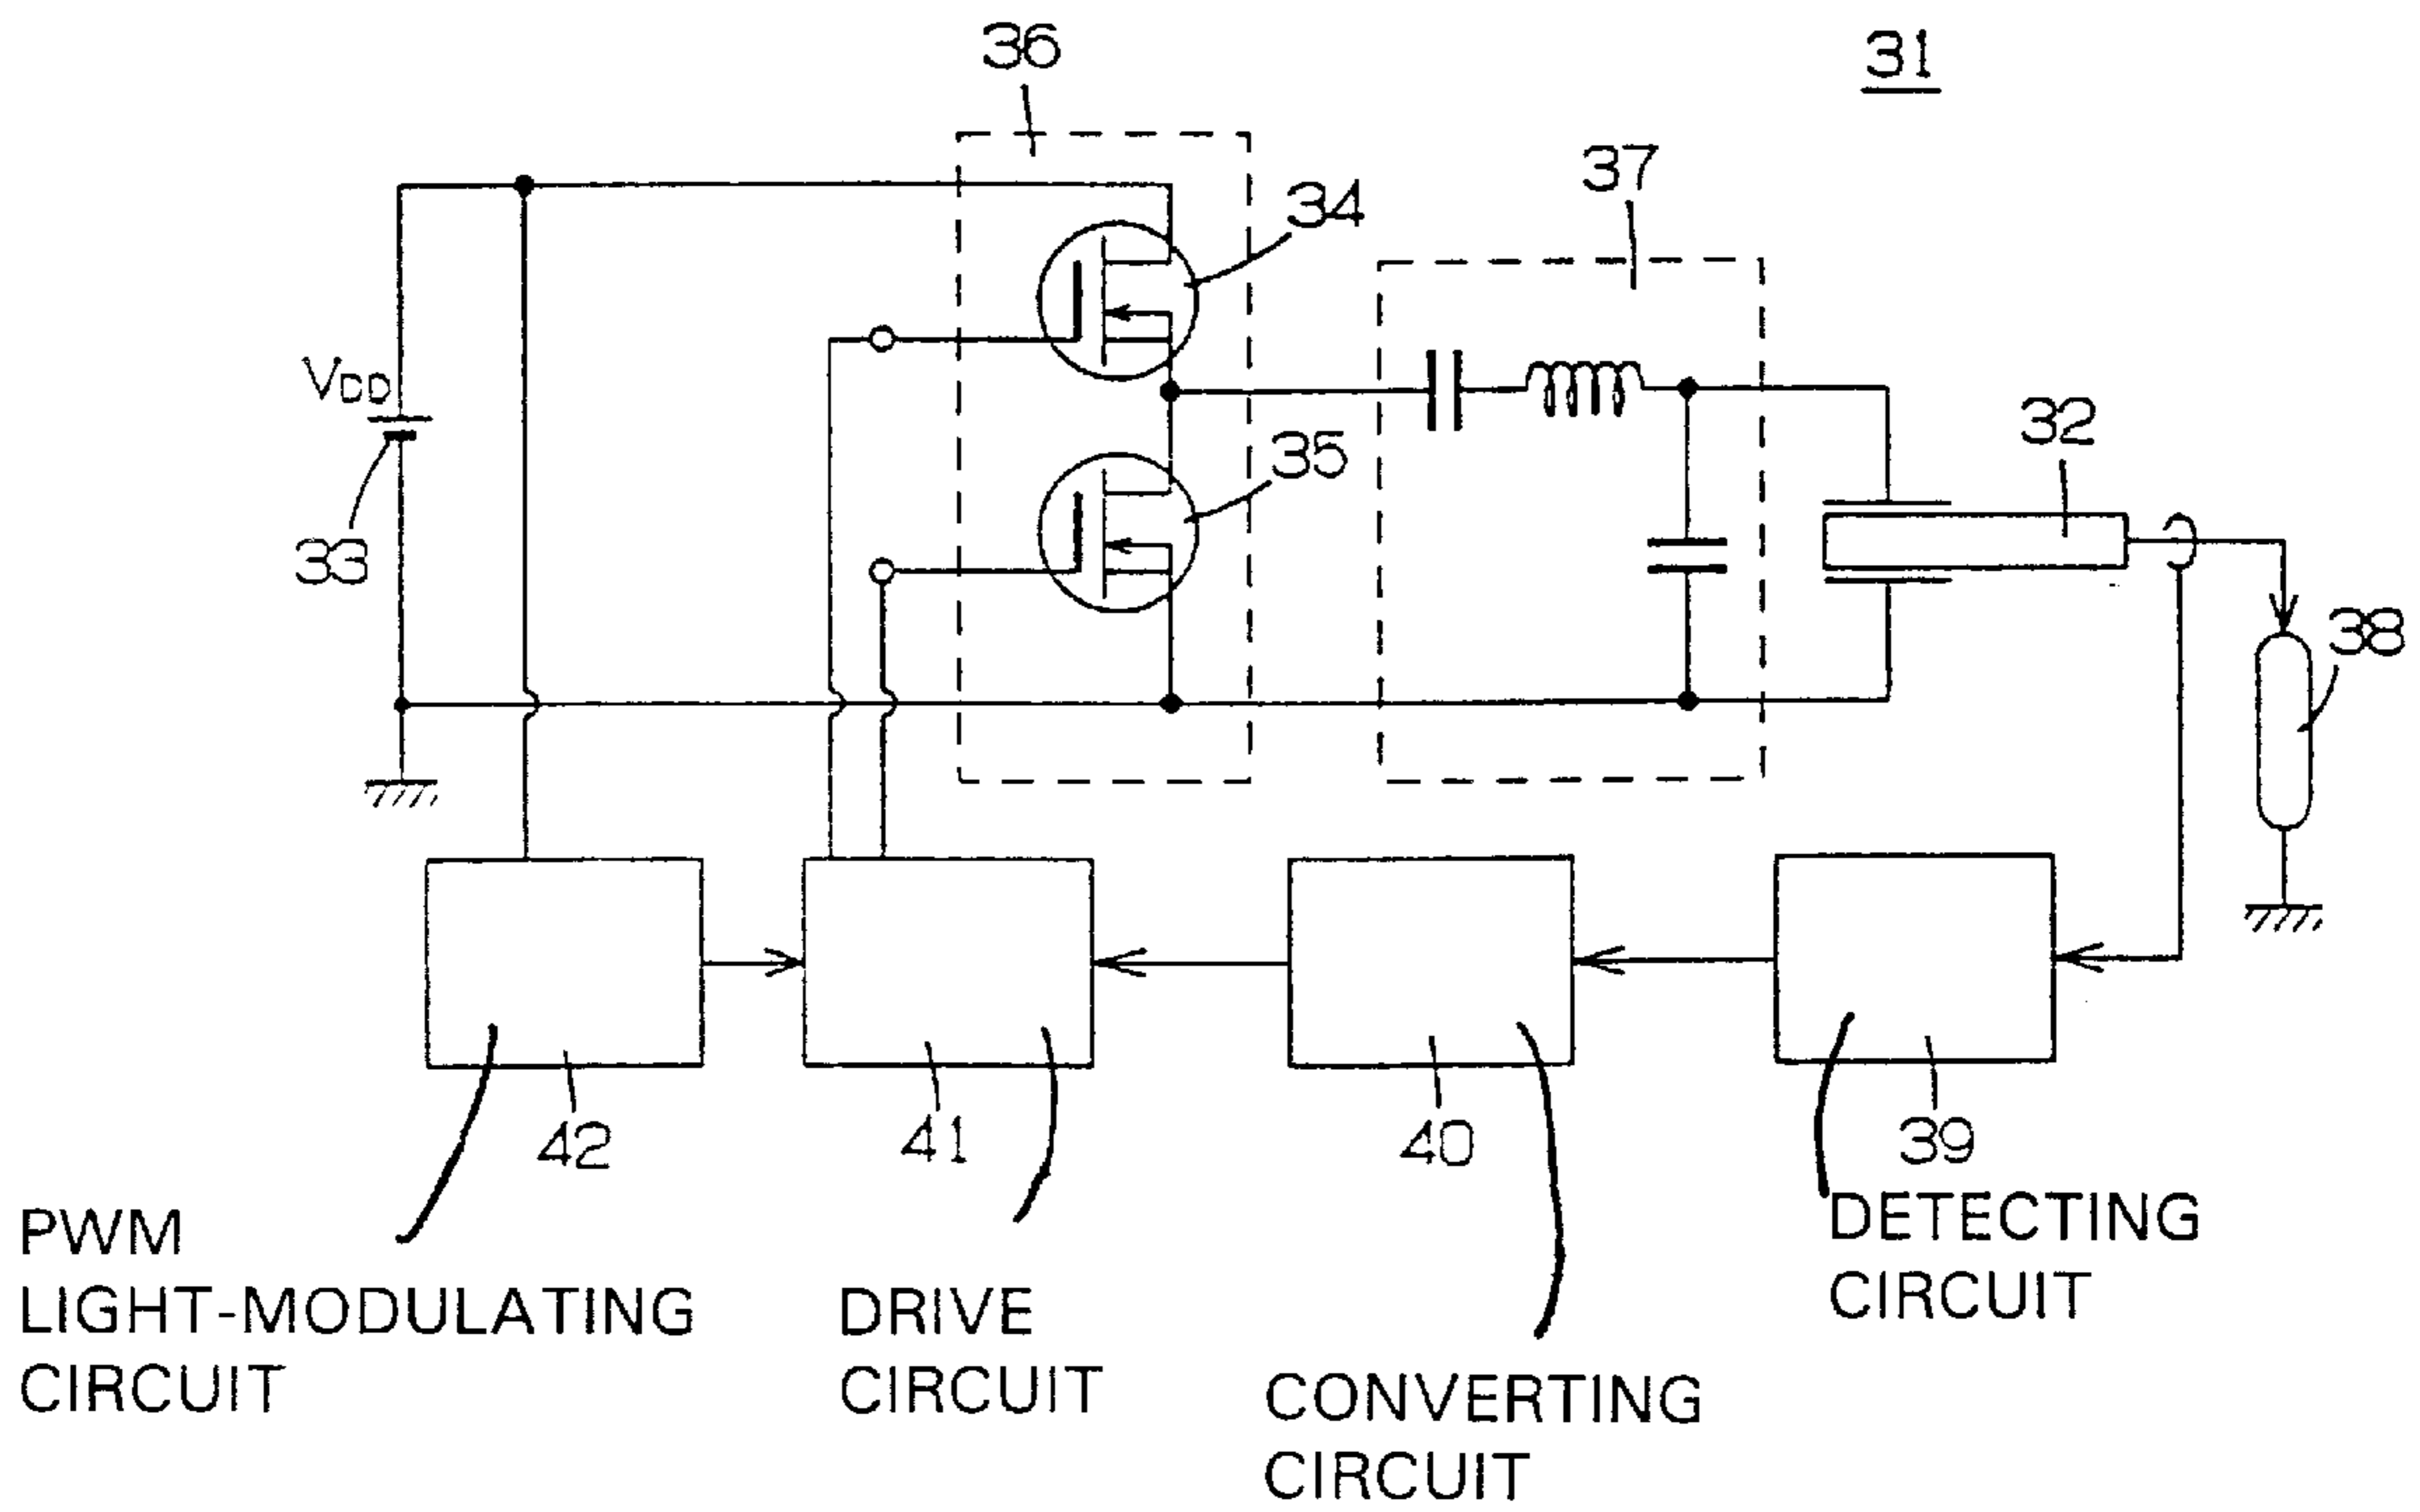 36
31
37
34
VDD
32
35
33
38
42
41
40
39
PWM
LIGHT-MODULATING
CIRCUIT
DRIVE
CIRCUIT
CONVERTING
CIRCUIT
DETECTING
CIRCUIT